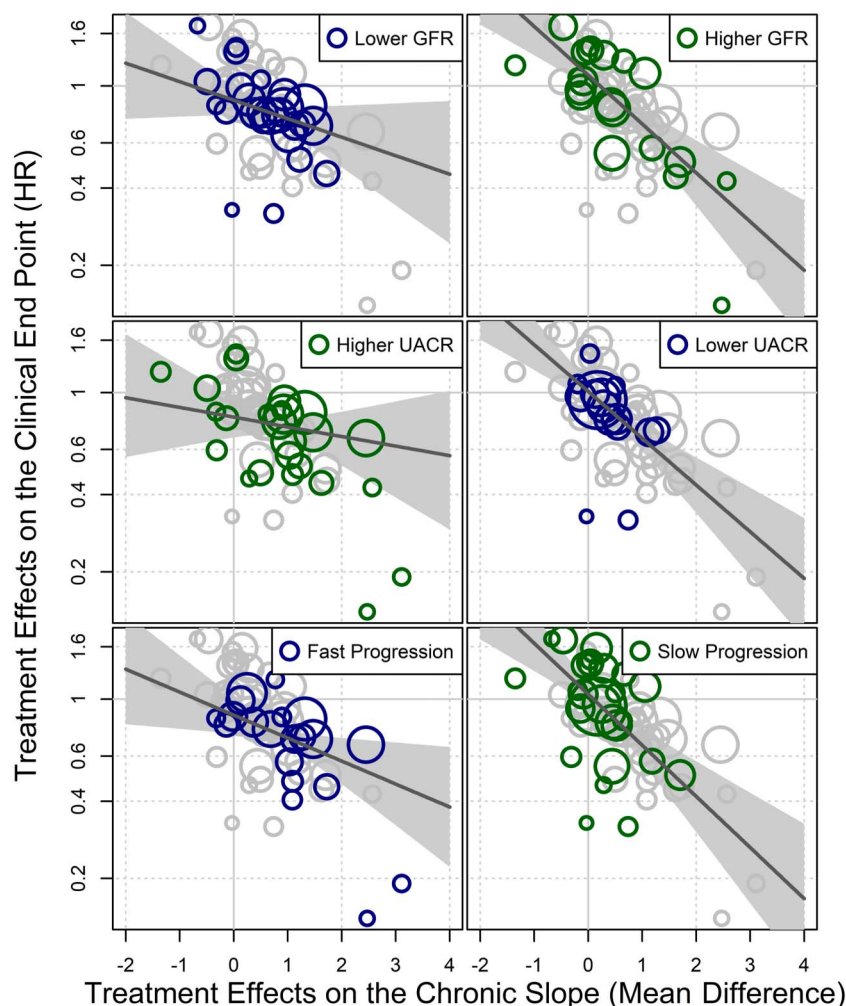 Treatment Effects on the Clinical End Point (HR)
1.6
1
0.6
0.4
0.2
Lower GFR
Higher GFR
1.6
1
0.6
0.4
0.2
Higher UACR
Lower UACR
1.6
1
0.6
0.4
0.2
Fast Progression
Slow Progression
-2 -1 0 1 2 3 4 -2 -1 0 1 2 3 4
Treatment Effects on the Chronic Slope (Mean Difference)